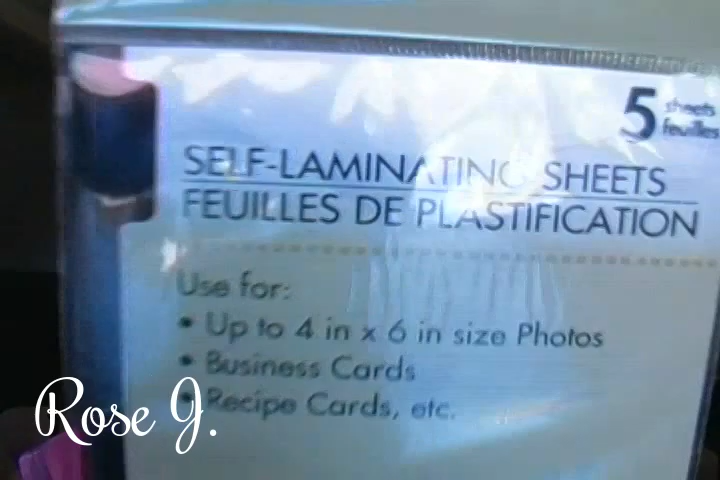 5 sheets
feuilles
SELF-LAMINATING SHEETS
FEUILLES DE PLASTIFICATION
Use for:
• Up to 4 in x 6 in size Photos
• Business Cards
• Recipe Cards, etc.
Rose J.